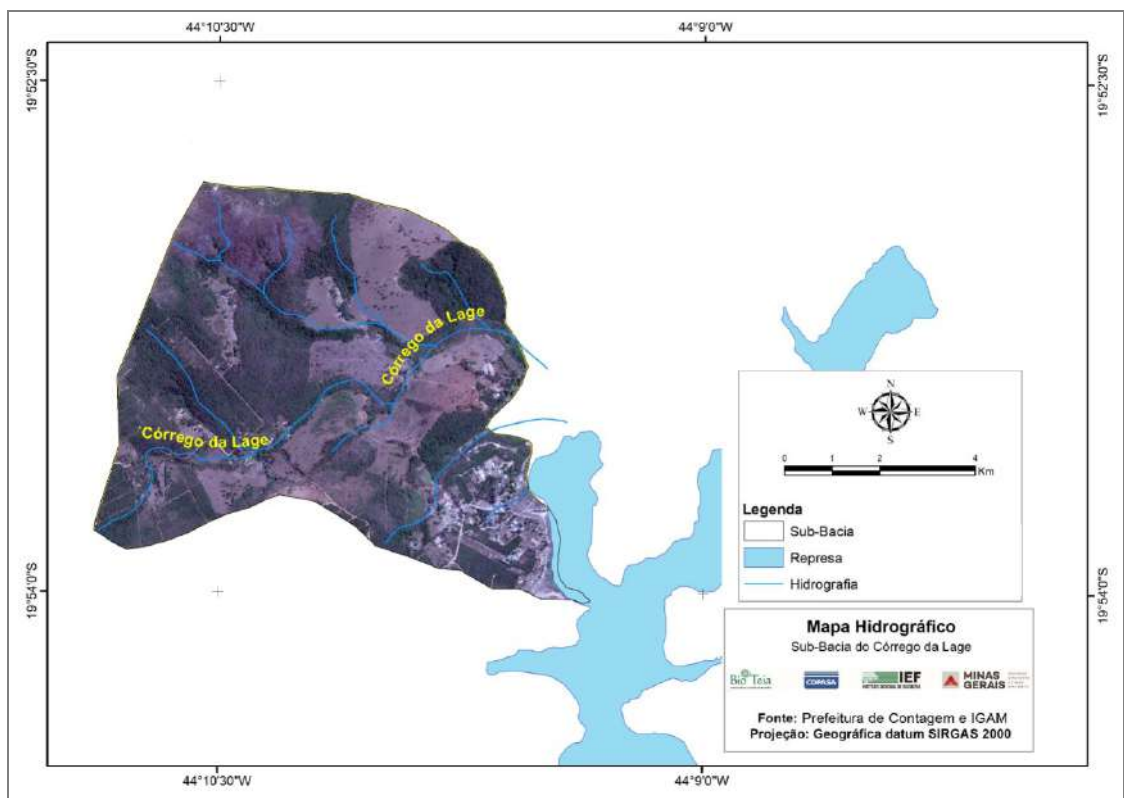 44°10'30"W
44°9'0"W
19°52'30"S
19°52'30"S
Córrego da Lage
Córrego da Lage
N
W
E
S
0 1 2 4
Km
Legenda
Sub-Bacia
Represa
Hidrografia
19°54'0"S
19°54'0"S
Mapa Hidrográfico
Sub-Bacia do Córrego da Lage
Bio Teia
COPASA
IEF
MINAS
GERAIS
Fonte: Prefeitura de Contagem e IGAM
Projeção: Geográfica datum SIRGAS 2000
44°10'30"W
44°9'0"W